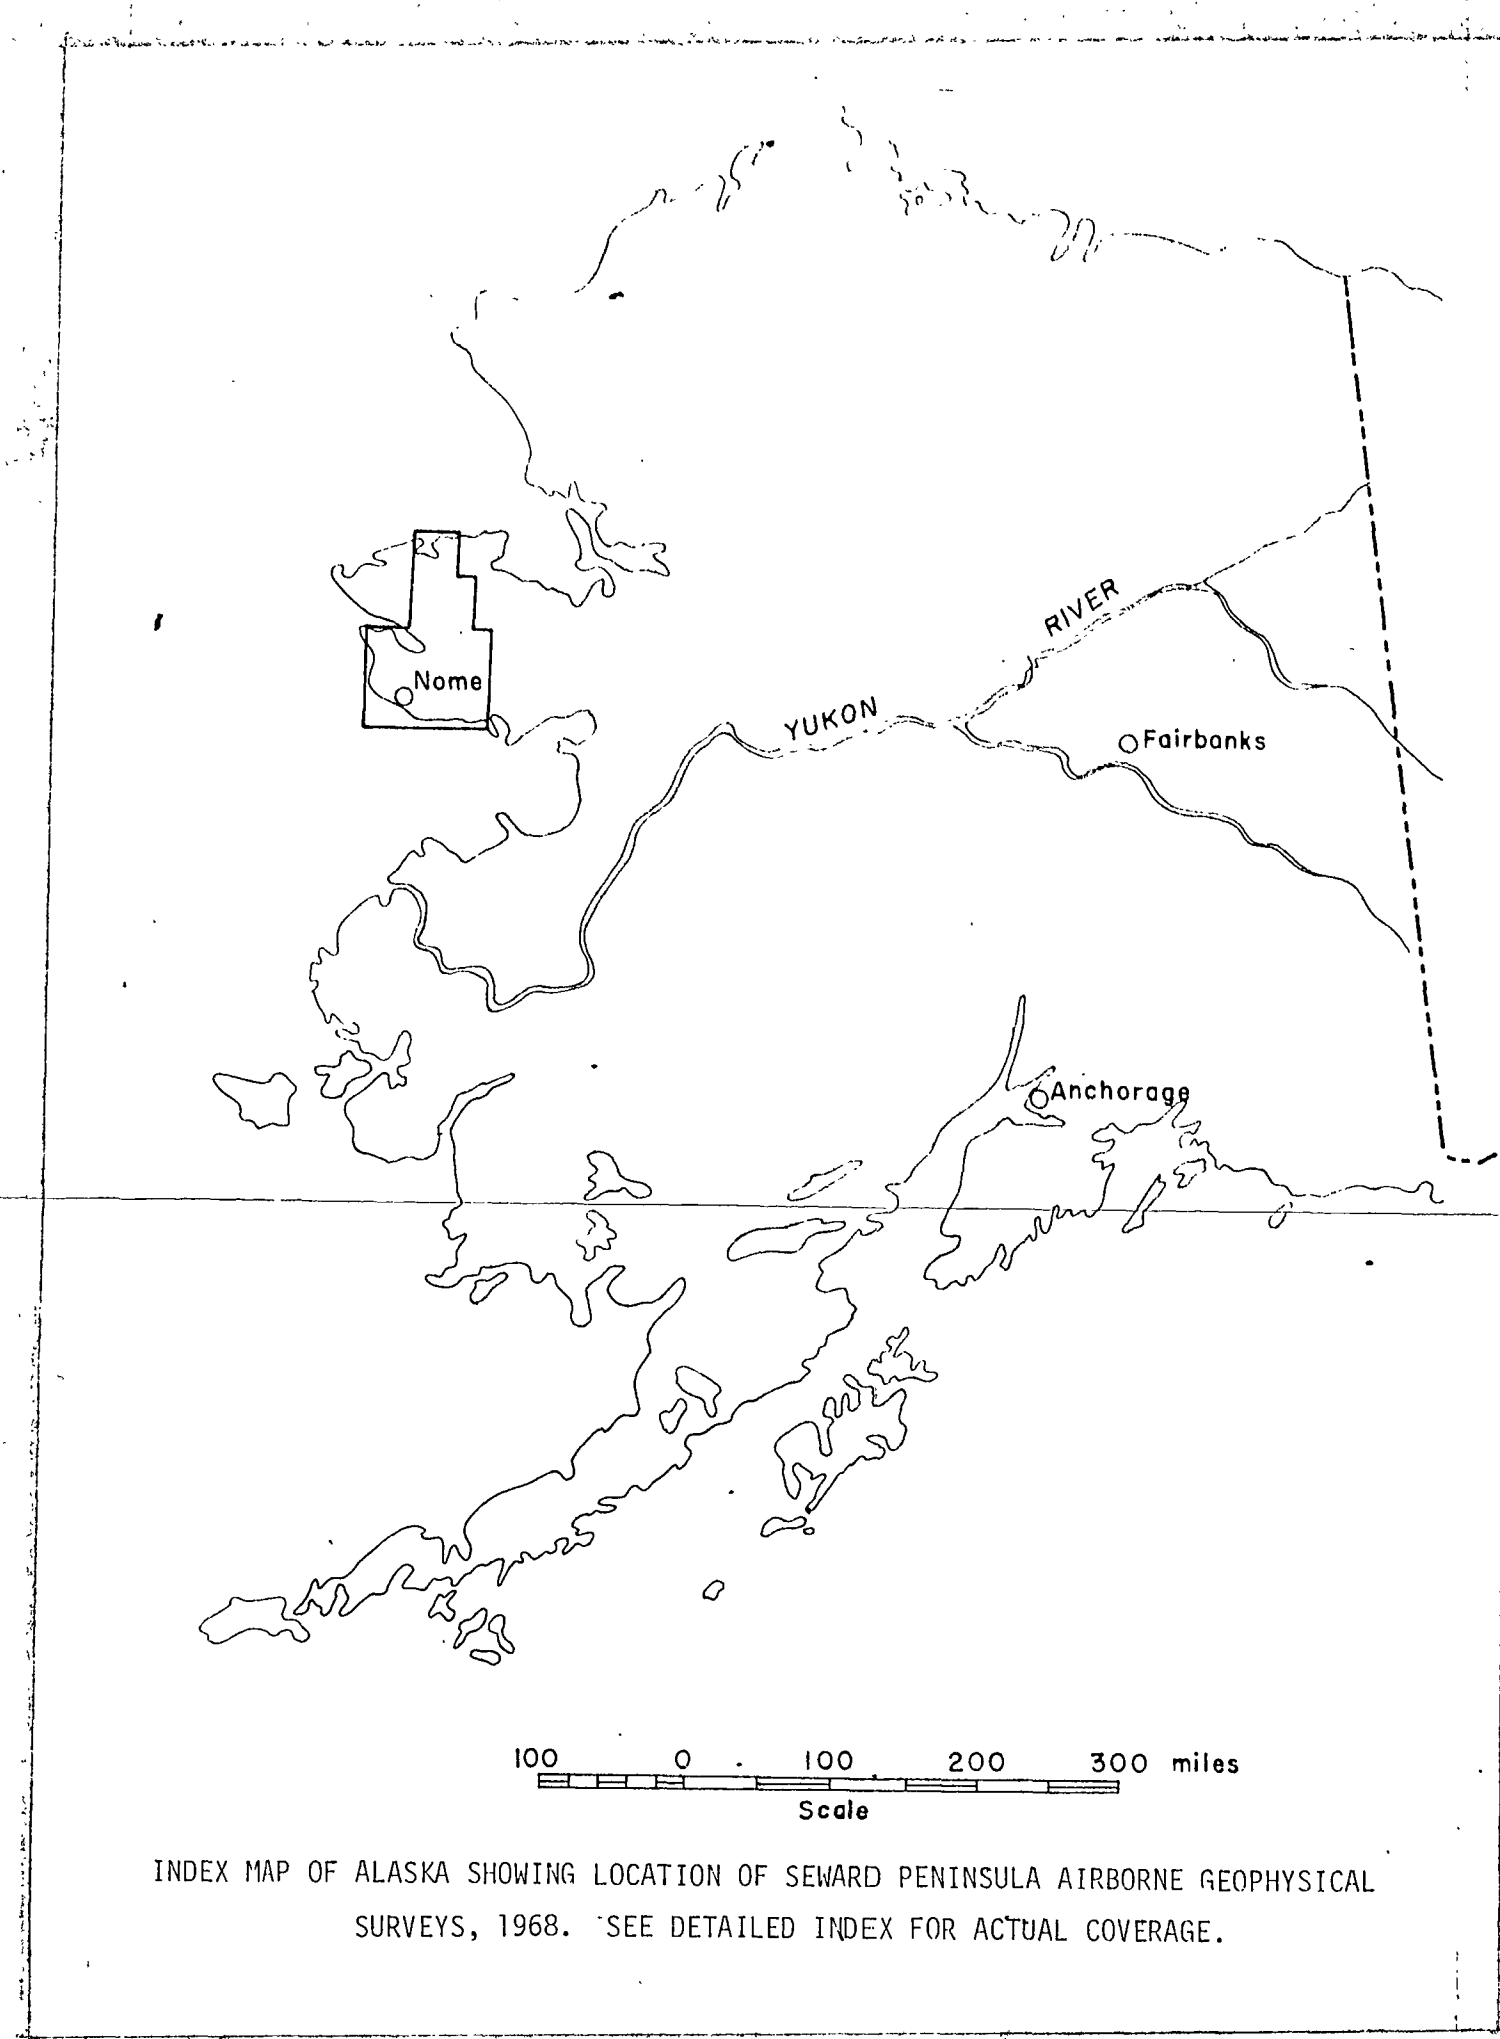 RIVER
Nome
YUKON
Fairbanks
Anchorage
100 0 100 200 300 miles
Scale
INDEX MAP OF ALASKA SHOWING LOCATION OF SEWARD PENINSULA AIRBORNE GEOPHYSICAL
SURVEYS, 1968. SEE DETAILED INDEX FOR ACTUAL COVERAGE.